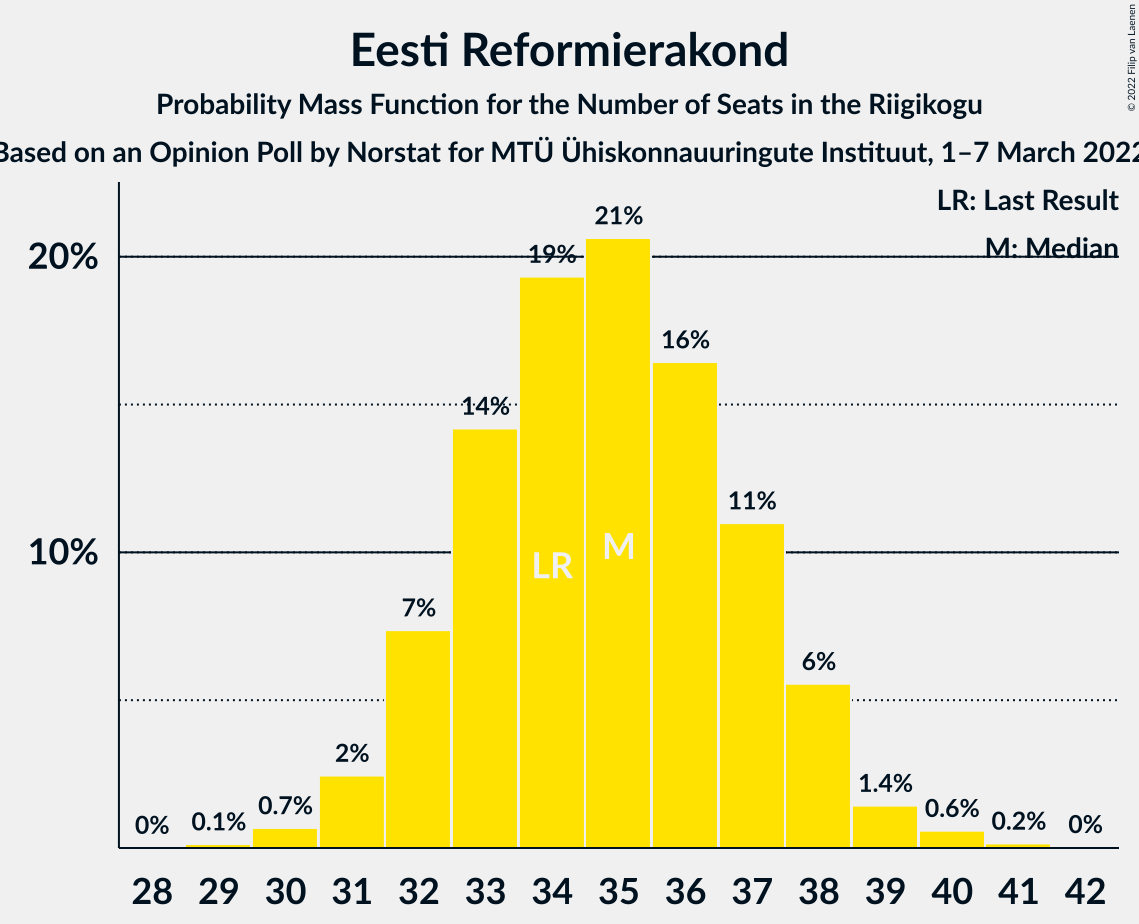 Eesti Reformierakond
Probability Mass Function for the Number of Seats in the Riigikogu
Based on an Opinion Poll by Norstat for MTÜ Ühiskonnauuringute Instituut, 1–7 March 2022
© 2022 Filip van Laenen
LR: Last Result
M: Median
20%
10%
0%
0.1%
0.7%
2%
7%
14%
19%
21%
16%
11%
6%
1.4%
0.6%
0.2%
0%
LR
M
28 29 30 31 32 33 34 35 36 37 38 39 40 41 42